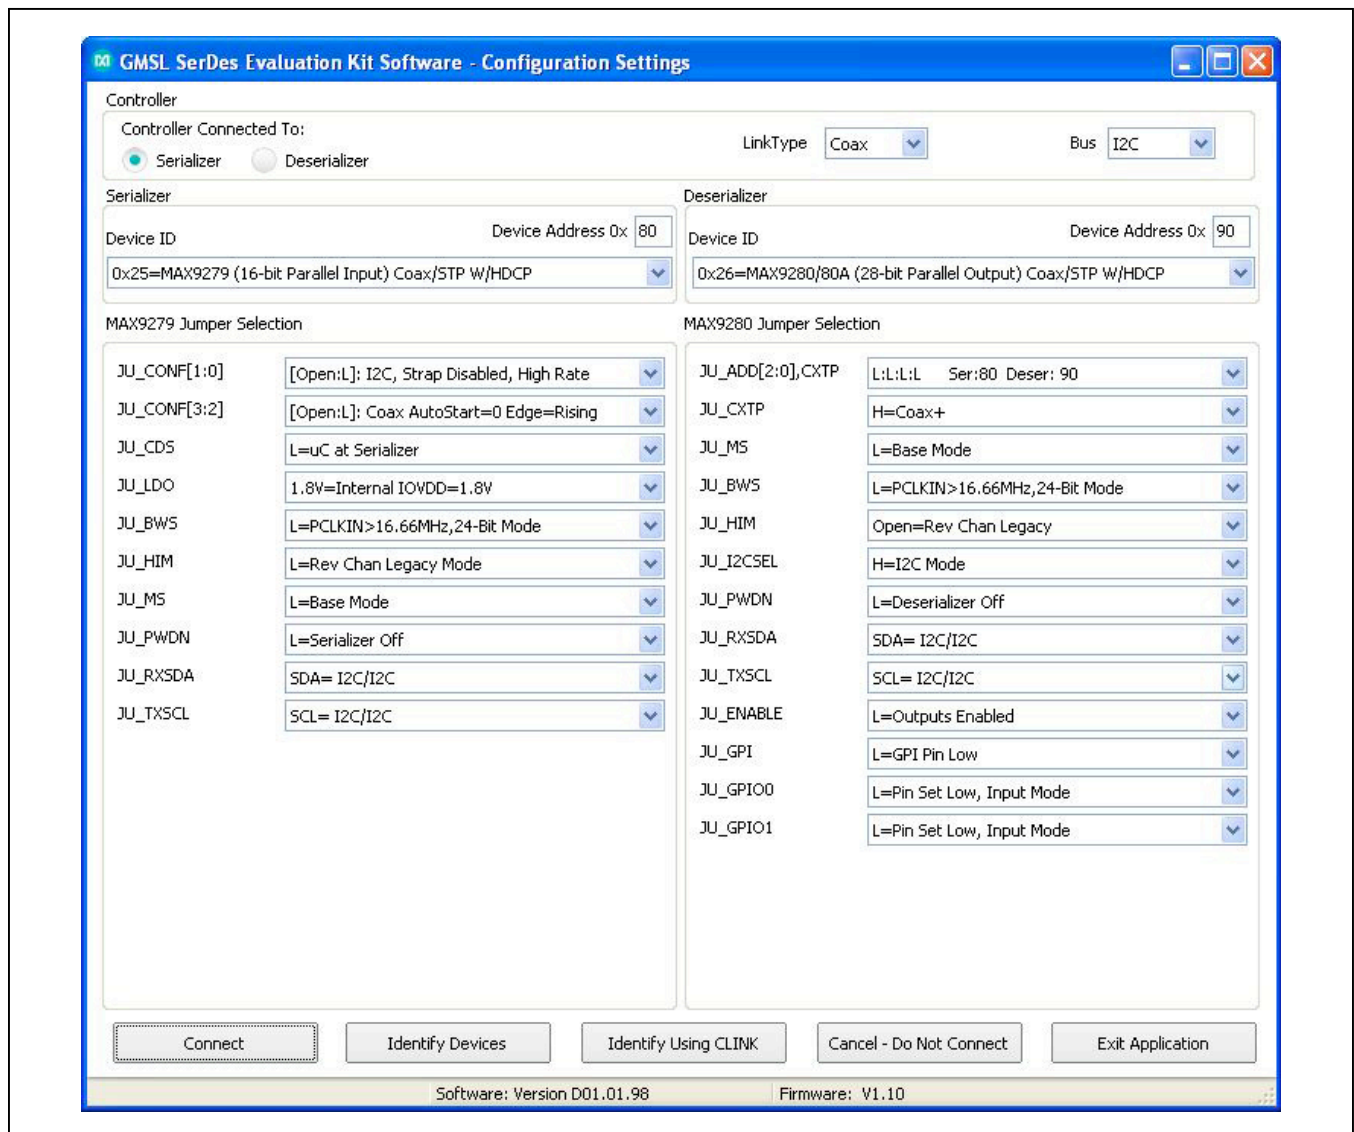 GMSL SerDes Evaluation Kit Software - Configuration Settings
Controller
Controller Connected To:
Serializer Deserializer LinkType Coax Bus I2C
Serializer
Device ID Device Address 0x 80
0x25=MAX9279 (16-bit Parallel Input) Coax/STP W/HDCP
Deserializer
Device ID Device Address 0x 90
0x26=MAX9280/80A (28-bit Parallel Output) Coax/STP W/HDCP
MAX9279 Jumper Selection
JU_CONF[1:0] [Open:L]: I2C, Strap Disabled, High Rate
JU_CONF[3:2] [Open:L]: Coax AutoStart=0 Edge=Rising
JU_CDS L=uC at Serializer
JU_LDO 1.8V=Internal IOVDD=1.8V
JU_BWS L=PCLKIN>16.66MHz,24-Bit Mode
JU_HIM L=Rev Chan Legacy Mode
JU_MS L=Base Mode
JU_PWDN L=Serializer Off
JU_RXSDA SDA= I2C/I2C
JU_TXSCL SCL= I2C/I2C
MAX9280 Jumper Selection
JU_ADD[2:0],CXTP L:L:L:L Ser:80 Deser: 90
JU_CXTP H=Coax+
JU_MS L=Base Mode
JU_BWS L=PCLKIN>16.66MHz,24-Bit Mode
JU_HIM Open=Rev Chan Legacy
JU_I2CSEL H=I2C Mode
JU_PWDN L=Deserializer Off
JU_RXSDA SDA= I2C/I2C
JU_TXSCL SCL= I2C/I2C
JU_ENABLE L=Outputs Enabled
JU_GPI L=GPI Pin Low
JU_GPIO0 L=Pin Set Low, Input Mode
JU_GPIO1 L=Pin Set Low, Input Mode
Connect Identify Devices Identify Using CLINK Cancel - Do Not Connect Exit Application
Software: Version D01.01.98 Firmware: V1.10